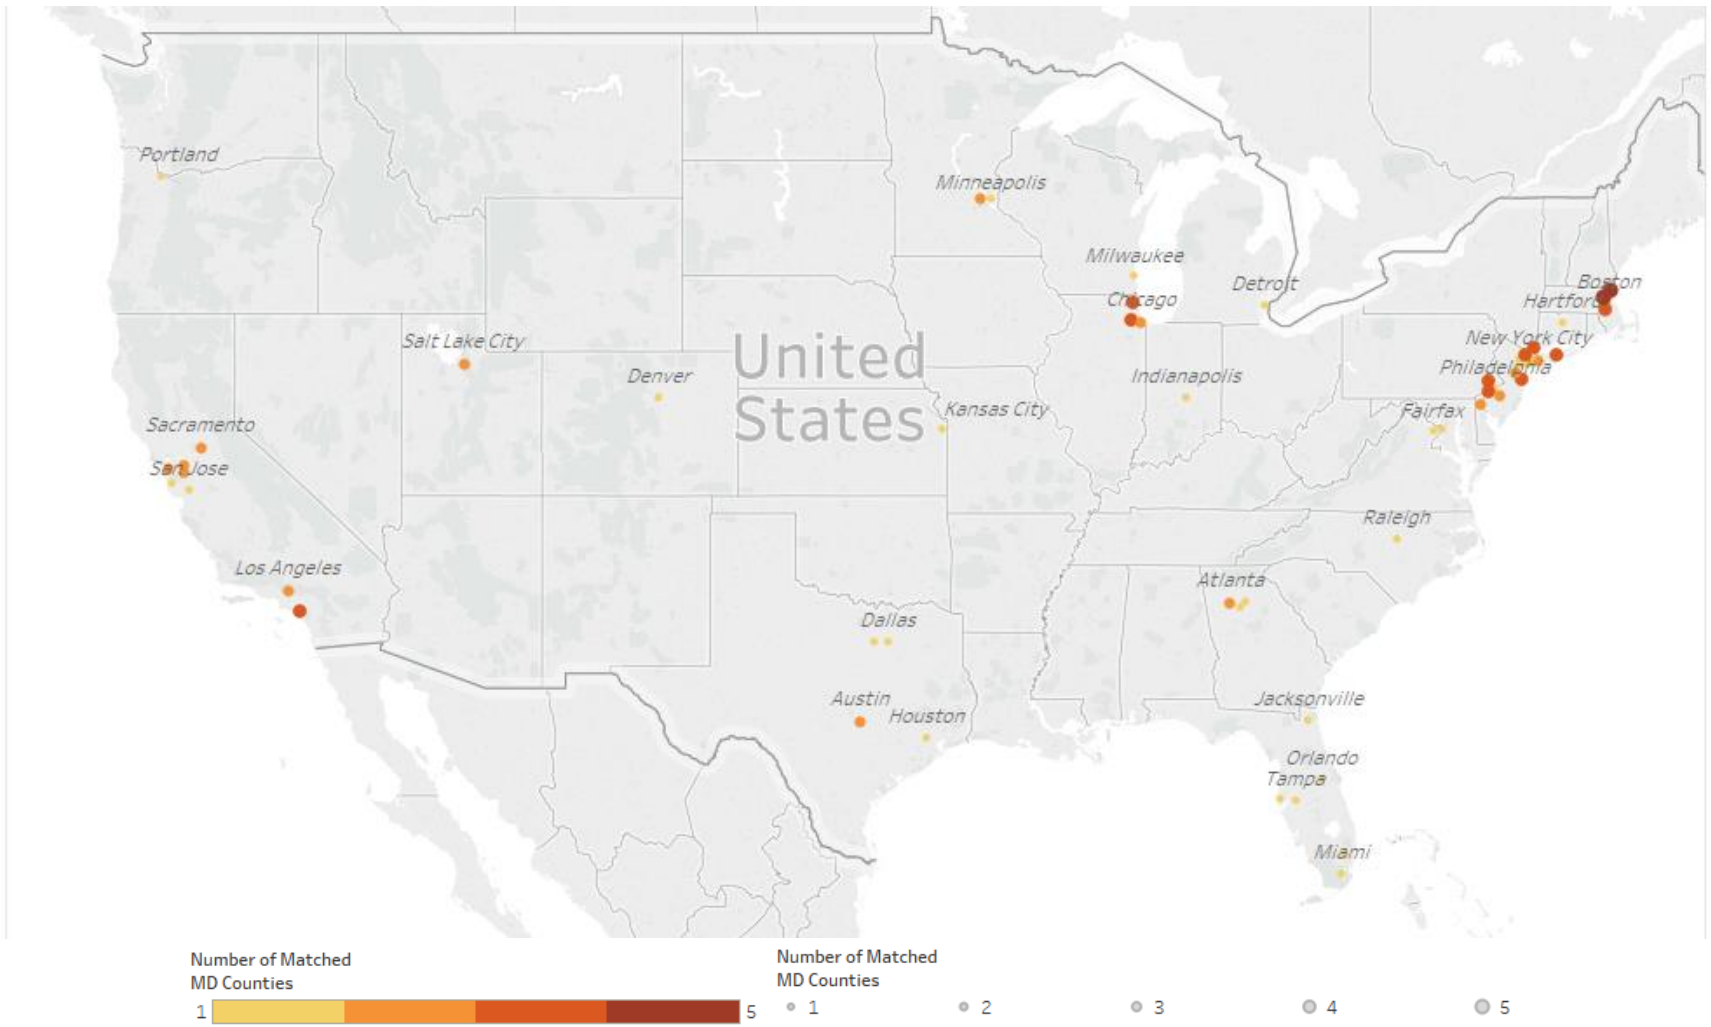 Portland
Minneapolis
Milwaukee
Detroit
Boston
Chicago
Hartford
Salt Lake City
New York City
United
States
Denver
Indianapolis
Philadelphia
Kansas City
Fairfax
Sacramento
San Jose
Raleigh
Los Angeles
Atlanta
Dallas
Austin
Houston
Jacksonville
Orlando
Tampa
Miami
Number of Matched
MD Counties
1 5
Number of Matched
MD Counties
1 2 3 4 5